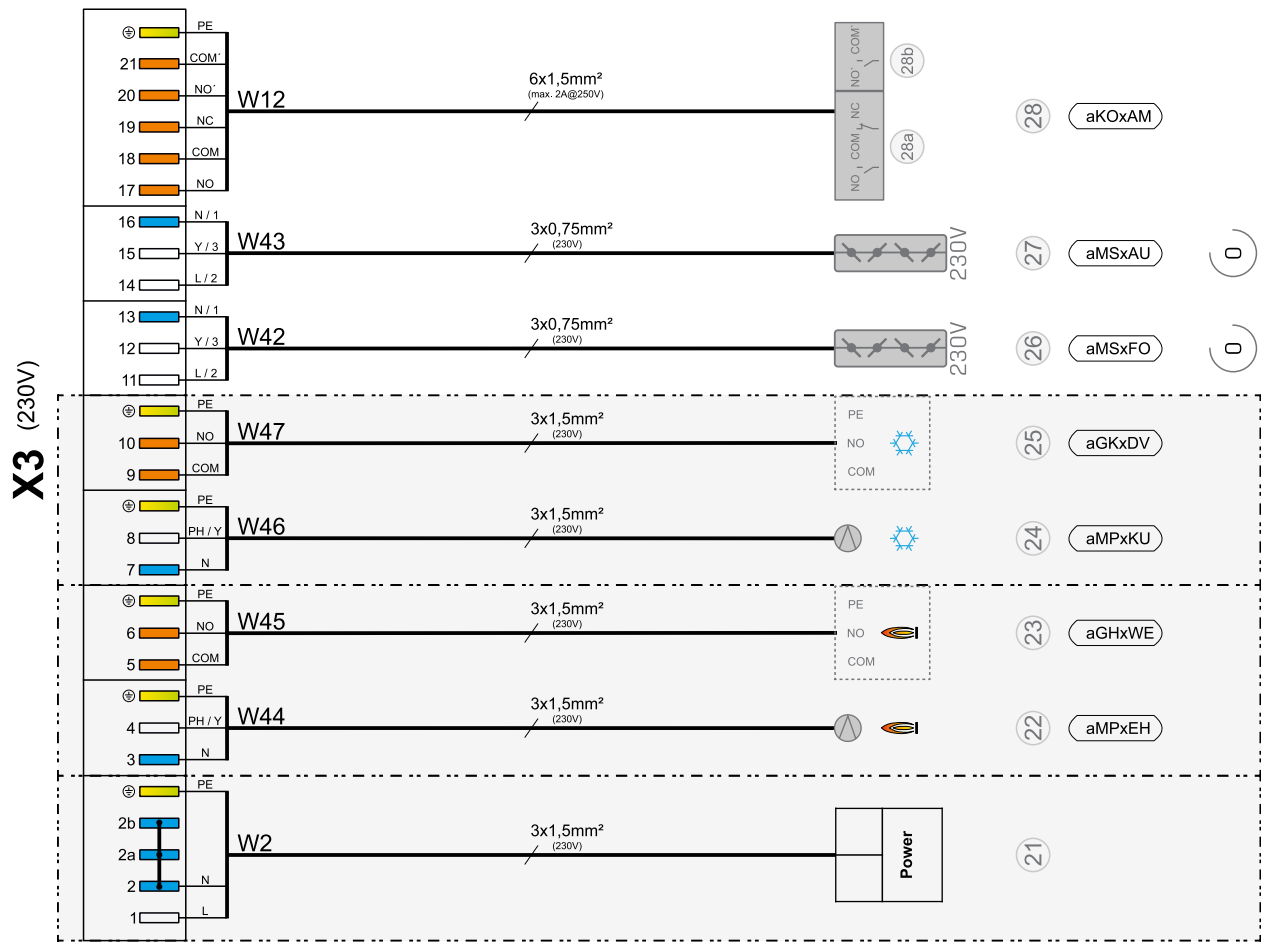 X3 (230V)
PE
21 COM´
20 NO´
19 NC
18 COM
17 NO
W12
6x1,5mm²
(max. 2A@250V)
NO´ COM´
28b
NO COM NC
28a
28
aKOxAM
16 N / 1
15 Y / 3
14 L / 2
W43
3x0,75mm²
(230V)
230V
27
aMSxAU
0
13 N / 1
12 Y / 3
11 L / 2
W42
3x0,75mm²
(230V)
230V
26
aMSxFO
0
PE
10 NO
9 COM
W47
3x1,5mm²
(230V)
PE
NO
COM
25
aGKxDV
PE
8 PH / Y
7 N
W46
3x1,5mm²
(230V)
24
aMPxKU
PE
6 NO
5 COM
W45
3x1,5mm²
(230V)
PE
NO
COM
23
aGHxWE
PE
4 PH / Y
3 N
W44
3x1,5mm²
(230V)
22
aMPxEH
PE
2b
2a
2 N
1 L
W2
3x1,5mm²
(230V)
Power
21